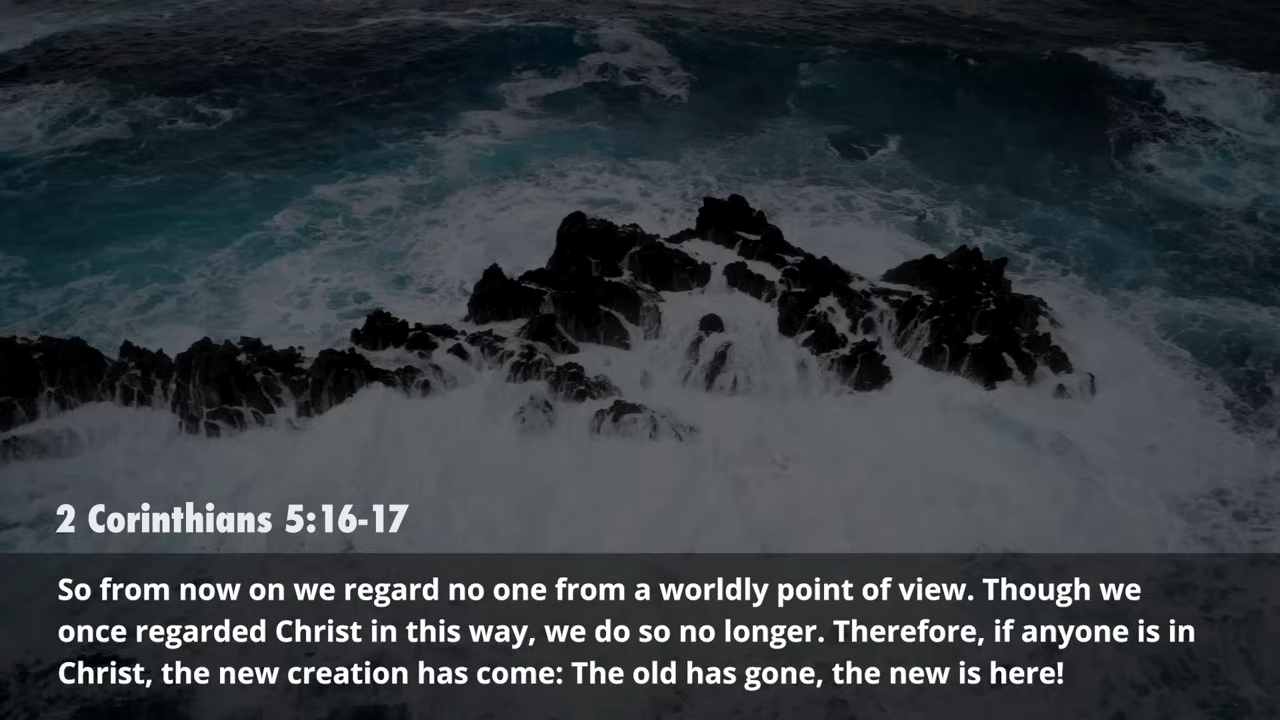 2 Corinthians 5:16-17
So from now on we regard no one from a worldly point of view. Though we
once regarded Christ in this way, we do so no longer. Therefore, if anyone is in
Christ, the new creation has come: The old has gone, the new is here!